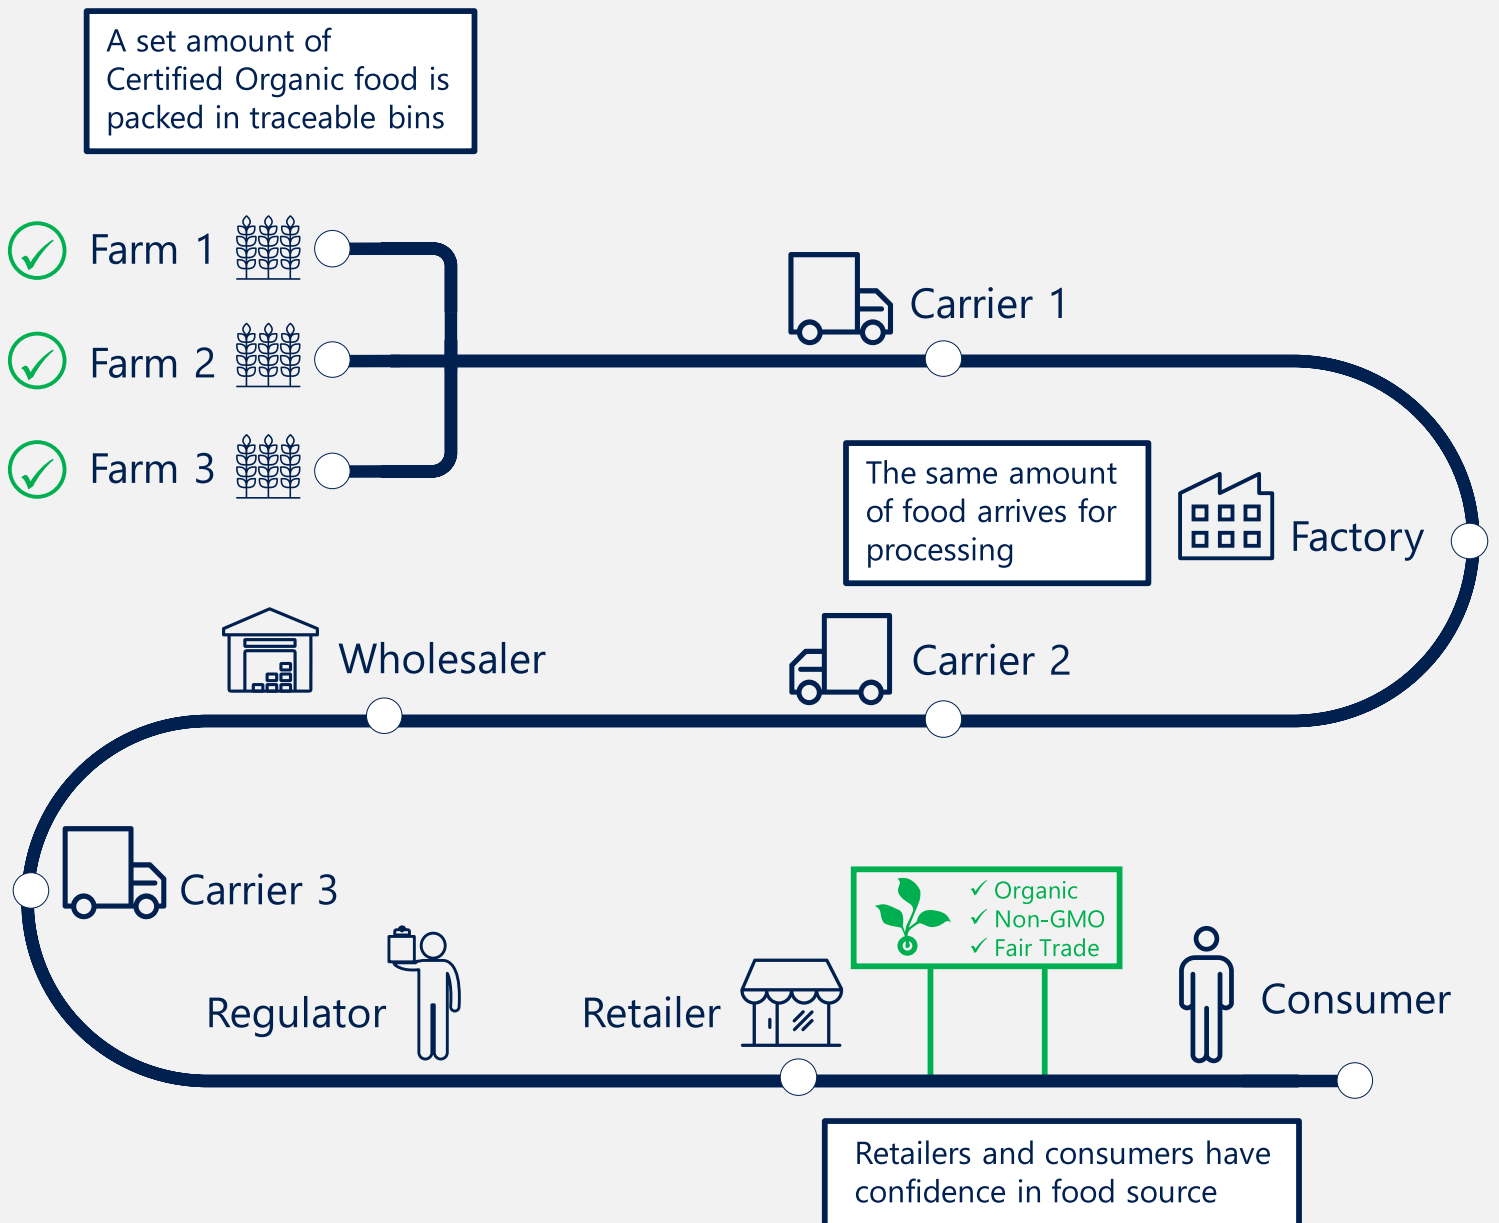 A set amount of
Certified Organic food is
packed in traceable bins
Farm 1
Farm 2
Farm 3
Carrier 1
The same amount
of food arrives for
processing
Factory
Wholesaler
Carrier 2
Carrier 3
Regulator
Retailer
✓ Organic
✓ Non-GMO
✓ Fair Trade
Consumer
Retailers and consumers have
confidence in food source